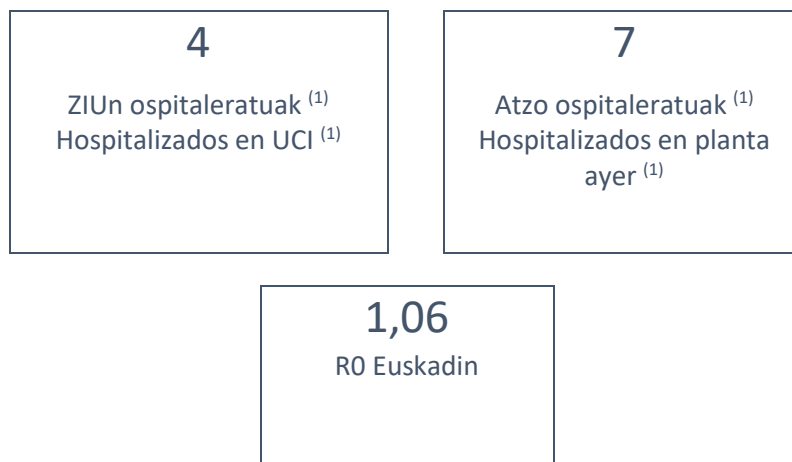 4
ZIUn ospitaleratuak (1)
Hospitalizados en UCI (1)
7
Atzo ospitaleratuak (1)
Hospitalizados en planta
ayer (1)
1,06
R0 Euskadin